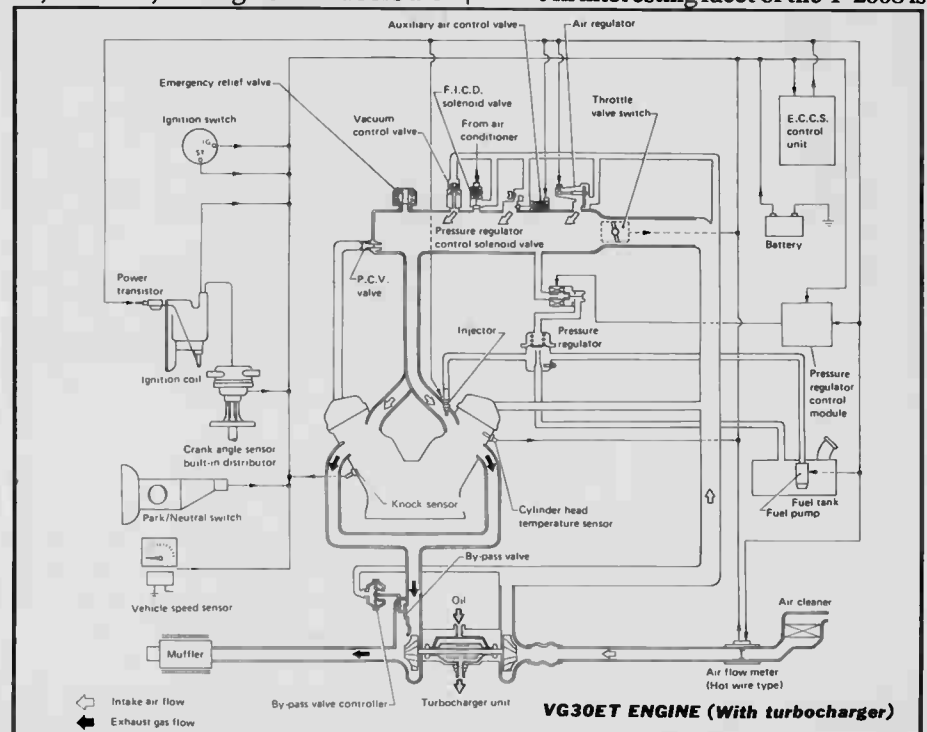 Auxiliary air control valve
Air regulator
Emergency relief valve
F.I.C.D.
solenoid valve
Throttle
valve switch
E.C.C.S.
control
unit
Ignition switch
IG
ST
Vacuum
control valve
From air
conditioner
Pressure regulator
control solenoid valve
Battery
P.C.V.
valve
Power
transistor
Injector
Pressure
regulator
Ignition coil
Pressure
regulator
control
module
Crank angle sensor
built-in distributor
Knock sensor
Cylinder head
temperature sensor
Fuel tank
Fuel pump
Park/Neutral switch
By-pass valve
Vehicle speed sensor
Oil
Air cleaner
Muffler
Air flow meter
(Hot wire type)
Intake air flow
Exhaust gas flow
By-pass valve controller
Turbocharger unit
VG30ET ENGINE (With turbocharger)